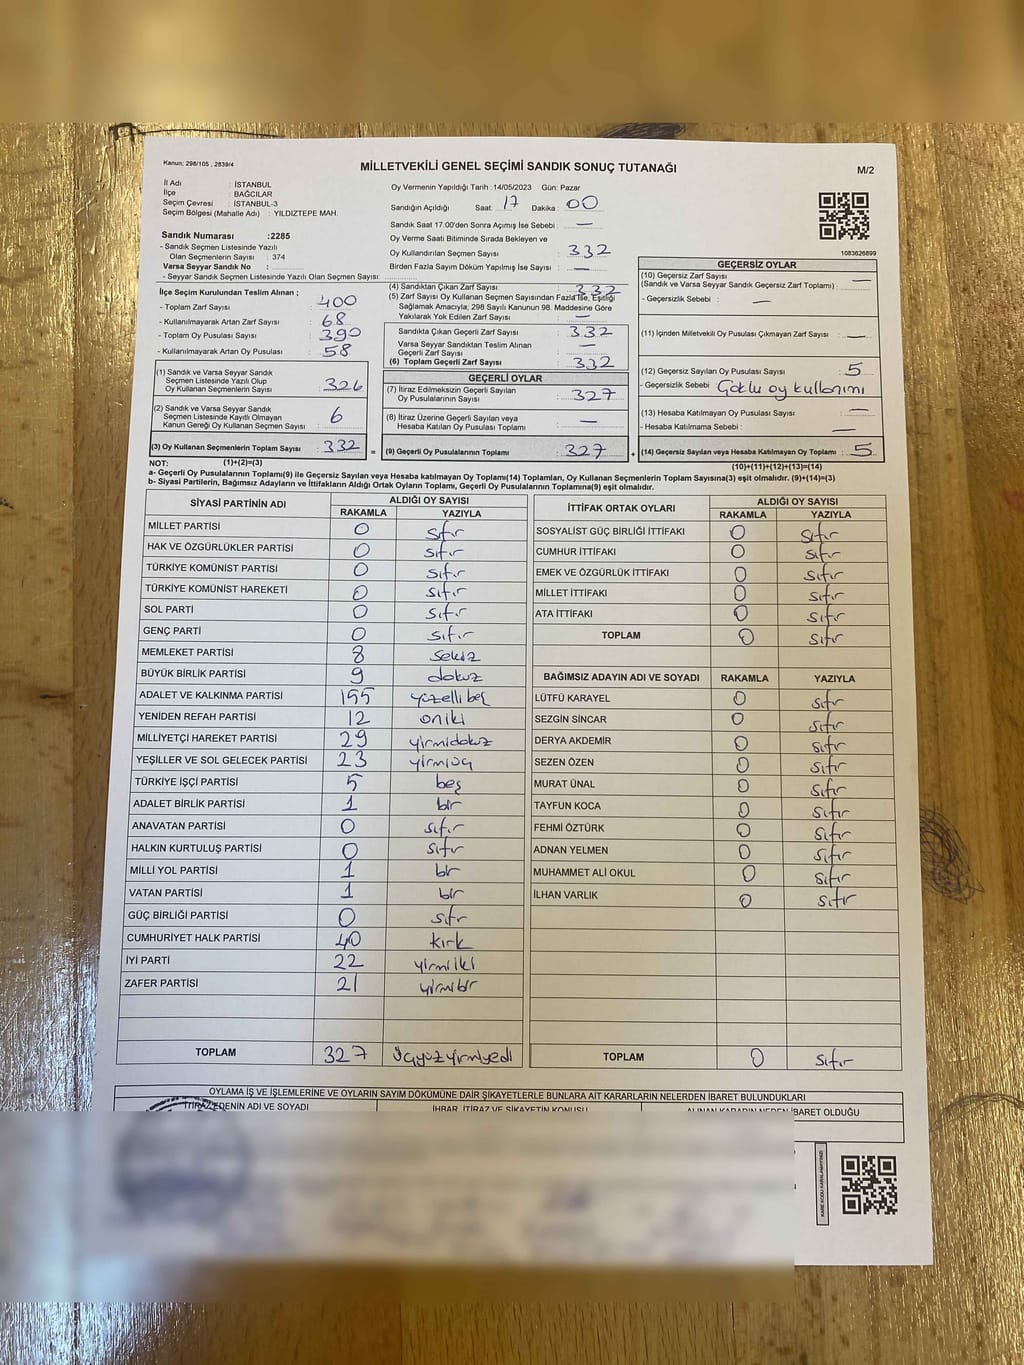 Kanun: 298/105 , 2839/4
MİLLETVEKİLİ GENEL SEÇİMİ SANDIK SONUÇ TUTANAĞI
M/2
İl Adı : İSTANBUL
İlçe : BAĞCILAR
Seçim Çevresi : İSTANBUL-3
Seçim Bölgesi (Mahalle Adı) : YILDIZTEPE MAH.
Oy Vermenin Yapıldığı Tarih :14/05/2023 Gün: Pazar
Sandığın Açıldığı Saat: 17 Dakika : 00
Sandık Saat 17:00'den Sonra Açımış İse Sebebi : —
Oy Verme Saati Bitiminde Sırada Bekleyen ve
Oy Kullandırılan Seçmen Sayısı : 332
Birden Fazla Sayım Döküm Yapılmış İse Sayısı : —
1083626899
Sandık Numarası :2285
- Sandık Seçmen Listesinde Yazılı
Olan Seçmenlerin Sayısı : 374
Varsa Seyyar Sandık No :
- Seyyar Sandık Seçmen Listesinde Yazılı Olan Seçmen Sayısı:
İlçe Seçim Kurulundan Teslim Alınan ;
- Toplam Zarf Sayısı : 400
- Kullanılmayarak Artan Zarf Sayısı : 68
- Toplam Oy Pusulası Sayısı : 390
- Kullanılmayarak Artan Oy Pusulası : 58
(4) Sandıktan Çıkan Zarf Sayısı : 332
(5) Zarf Sayısı Oy Kullanan Seçmen Sayısından Fazla İse, Eşitliği
Sağlamak Amacıyla, 298 Sayılı Kanunun 98. Maddesine Göre
Yakılarak Yok Edilen Zarf Sayısı : —
Sandıkta Çıkan Geçerli Zarf Sayısı : 332
Varsa Seyyar Sandıktan Teslim Alınan
Geçerli Zarf Sayısı : —
(6) Toplam Geçerli Zarf Sayısı : 332
GEÇERSİZ OYLAR
(10) Geçersiz Zarf Sayısı
(Sandık ve Varsa Seyyar Sandık Geçersiz Zarf Toplamı) : —
- Geçersizlik Sebebi : —
(11) İçinden Milletvekili Oy Pusulası Çıkmayan Zarf Sayısı : —
(12) Geçersiz Sayılan Oy Pusulası Sayısı : 5
- Geçersizlik Sebebi : Çoklu oy kullanımı
(13) Hesaba Katılmayan Oy Pusulası Sayısı : —
- Hesaba Katılmama Sebebi : —
(14) Geçersiz Sayılan veya Hesaba Katılmayan Oy Toplamı : 5
(10)+(11)+(12)+(13)=(14)
(1) Sandık ve Varsa Seyyar Sandık
Seçmen Listesinde Yazılı Olup
Oy Kullanan Seçmenlerin Sayısı : 326
(2) Sandık ve Varsa Seyyar Sandık
Seçmen Listesinde Kayıtlı Olmayan
Kanun Gereği Oy Kullanan Seçmen Sayısı : 6
(3) Oy Kullanan Seçmenlerin Toplam Sayısı : 332 =
(1)+(2)=(3)
GEÇERLİ OYLAR
(7) İtiraz Edilmeksizin Geçerli Sayılan
Oy Pusulalarının Sayısı : 327
(8) İtiraz Üzerine Geçerli Sayılan veya
Hesaba Katılan Oy Pusulası Toplamı : —
(9) Geçerli Oy Pusulalarının Toplamı : 327 +
NOT:
a- Geçerli Oy Pusulalarının Toplamı(9) ile Geçersiz Sayılan veya Hesaba katılmayan Oy Toplamı(14) Toplamları, Oy Kullanan Seçmenlerin Toplam Sayısına(3) eşit olmalıdır. (9)+(14)=(3)
b- Siyasi Partilerin, Bağımsız Adayların ve İttifakların Aldığı Ortak Oyların Toplamı, Geçerli Oy Pusulalarının Toplamına(9) eşit olmalıdır.
SİYASİ PARTİNİN ADI ALDIĞI OY SAYISI
RAKAMLA YAZIYLA
MİLLET PARTİSİ 0 sıfır
HAK VE ÖZGÜRLÜKLER PARTİSİ 0 sıfır
TÜRKİYE KOMÜNİST PARTİSİ 0 sıfır
TÜRKİYE KOMÜNİST HAREKETİ 0 sıfır
SOL PARTİ 0 sıfır
GENÇ PARTİ 0 sıfır
MEMLEKET PARTİSİ 8 sekiz
BÜYÜK BİRLİK PARTİSİ 9 dokuz
ADALET VE KALKINMA PARTİSİ 155 yüzellibeş
YENİDEN REFAH PARTİSİ 12 oniki
MİLLİYETÇİ HAREKET PARTİSİ 29 yirmidokuz
YEŞİLLER VE SOL GELECEK PARTİSİ 23 yirmiüç
TÜRKİYE İŞÇİ PARTİSİ 5 beş
ADALET BİRLİK PARTİSİ 1 bir
ANAVATAN PARTİSİ 0 sıfır
HALKIN KURTULUŞ PARTİSİ 0 sıfır
MİLLİ YOL PARTİSİ 1 bir
VATAN PARTİSİ 1 bir
GÜÇ BİRLİĞİ PARTİSİ 0 sıfır
CUMHURİYET HALK PARTİSİ 40 kırk
İYİ PARTİ 22 yirmiiki
ZAFER PARTİSİ 21 yirmibir
TOPLAM 327 üçyüzyirmiyedi
İTTİFAK ORTAK OYLARI ALDIĞI OY SAYISI
RAKAMLA YAZIYLA
SOSYALİST GÜÇ BİRLİĞİ İTTİFAKI 0 sıfır
CUMHUR İTTİFAKI 0 sıfır
EMEK VE ÖZGÜRLÜK İTTİFAKI 0 sıfır
MİLLET İTTİFAKI 0 sıfır
ATA İTTİFAKI 0 sıfır
TOPLAM 0 sıfır
BAĞIMSIZ ADAYIN ADI VE SOYADI RAKAMLA YAZIYLA
LÜTFÜ KARAYEL 0 sıfır
SEZGİN SİNCAR 0 sıfır
DERYA AKDEMİR 0 sıfır
SEZEN ÖZEN 0 sıfır
MURAT ÜNAL 0 sıfır
TAYFUN KOCA 0 sıfır
FEHMİ ÖZTÜRK 0 sıfır
ADNAN YELMEN 0 sıfır
MUHAMMET ALİ OKUL 0 sıfır
İLHAN VARLIK 0 sıfır
TOPLAM 0 sıfır
OYLAMA İŞ VE İŞLEMLERİNE VE OYLARIN SAYIM DÖKÜMÜNE DAİR ŞİKAYETLERLE BUNLARA AİT KARARLARIN NELERDEN İBARET BULUNDUKLARI
İTİRAZ EDENİN ADI VE SOYADI İHBAR, İTİRAZ VE ŞİKAYETİN KONUSU ALINAN KARARIN NEDEN İBARET OLDUĞU